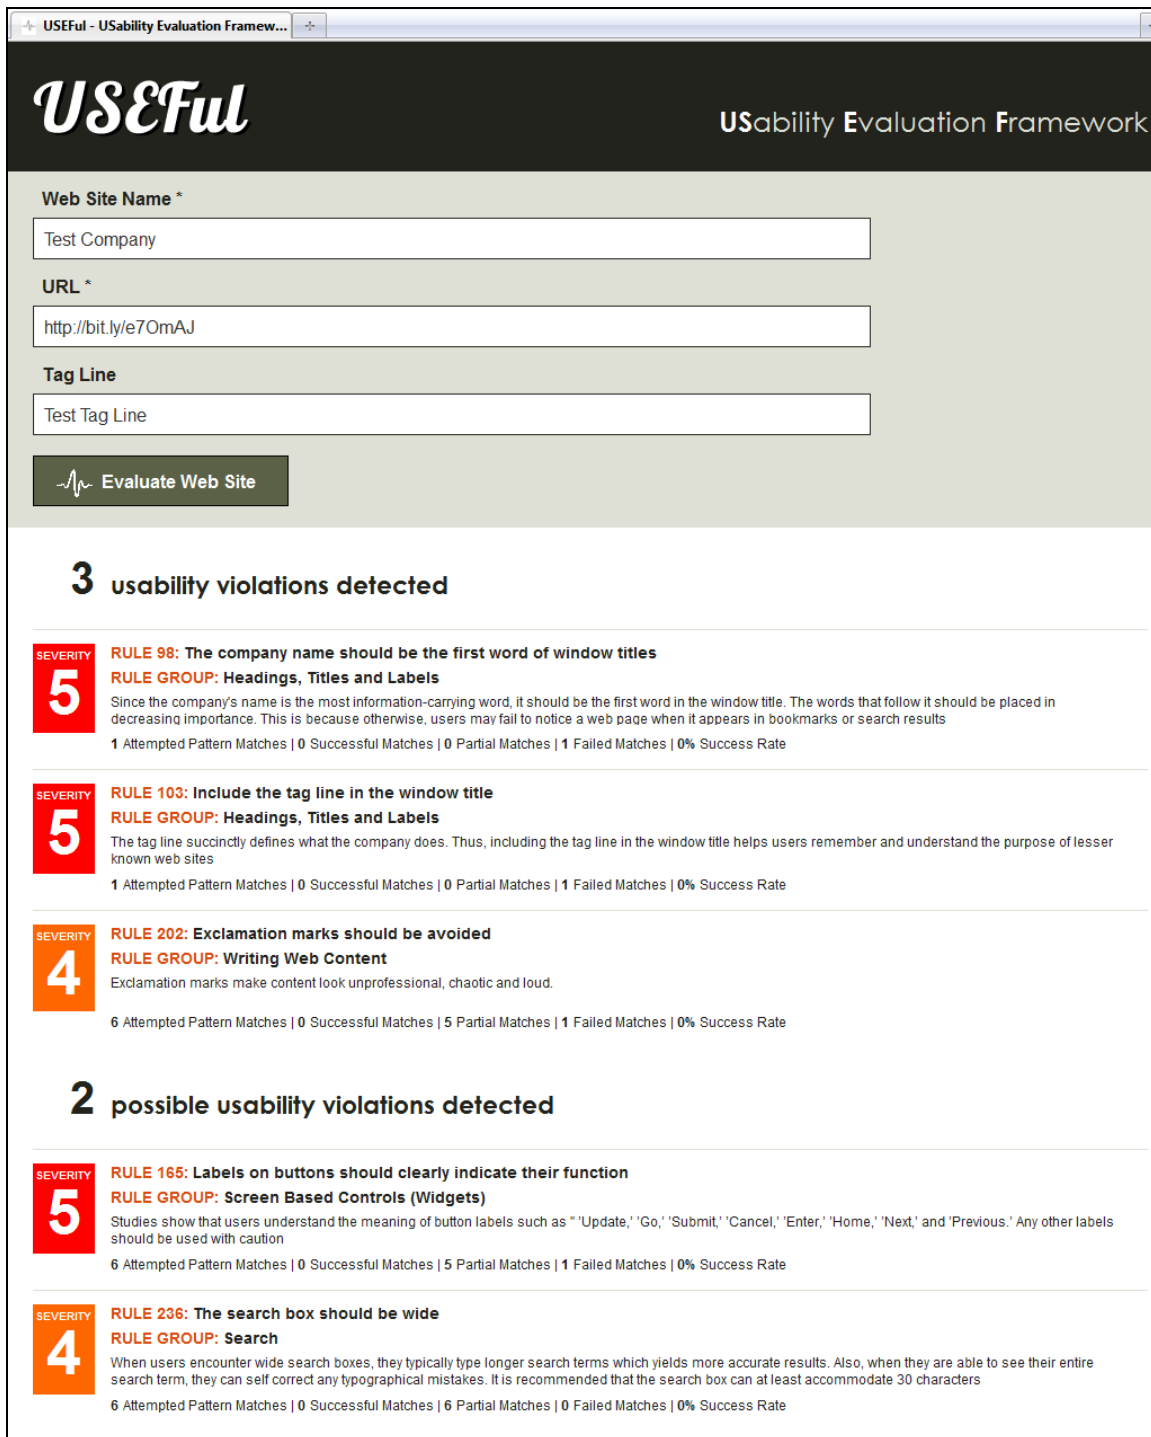 USEFul - USability Evaluation Framew...
USEFul
USability Evaluation Framework
Web Site Name *
Test Company
URL *
http://bit.ly/e7OmAJ
Tag Line
Test Tag Line
Evaluate Web Site
3 usability violations detected
SEVERITY
5
RULE 98: The company name should be the first word of window titles
RULE GROUP: Headings, Titles and Labels
Since the company's name is the most information-carrying word, it should be the first word in the window title. The words that follow it should be placed in
decreasing importance. This is because otherwise, users may fail to notice a web page when it appears in bookmarks or search results
1 Attempted Pattern Matches | 0 Successful Matches | 0 Partial Matches | 1 Failed Matches | 0% Success Rate
SEVERITY
5
RULE 103: Include the tag line in the window title
RULE GROUP: Headings, Titles and Labels
The tag line succinctly defines what the company does. Thus, including the tag line in the window title helps users remember and understand the purpose of lesser
known web sites
1 Attempted Pattern Matches | 0 Successful Matches | 0 Partial Matches | 1 Failed Matches | 0% Success Rate
SEVERITY
4
RULE 202: Exclamation marks should be avoided
RULE GROUP: Writing Web Content
Exclamation marks make content look unprofessional, chaotic and loud.
6 Attempted Pattern Matches | 0 Successful Matches | 5 Partial Matches | 1 Failed Matches | 0% Success Rate
2 possible usability violations detected
SEVERITY
5
RULE 165: Labels on buttons should clearly indicate their function
RULE GROUP: Screen Based Controls (Widgets)
Studies show that users understand the meaning of button labels such as " 'Update,' 'Go,' 'Submit,' 'Cancel,' 'Enter,' 'Home,' 'Next,' and 'Previous.' Any other labels
should be used with caution
6 Attempted Pattern Matches | 0 Successful Matches | 5 Partial Matches | 1 Failed Matches | 0% Success Rate
SEVERITY
4
RULE 236: The search box should be wide
RULE GROUP: Search
When users encounter wide search boxes, they typically type longer search terms which yields more accurate results. Also, when they are able to see their entire
search term, they can self correct any typographical mistakes. It is recommended that the search box can at least accommodate 30 characters
6 Attempted Pattern Matches | 0 Successful Matches | 6 Partial Matches | 0 Failed Matches | 0% Success Rate